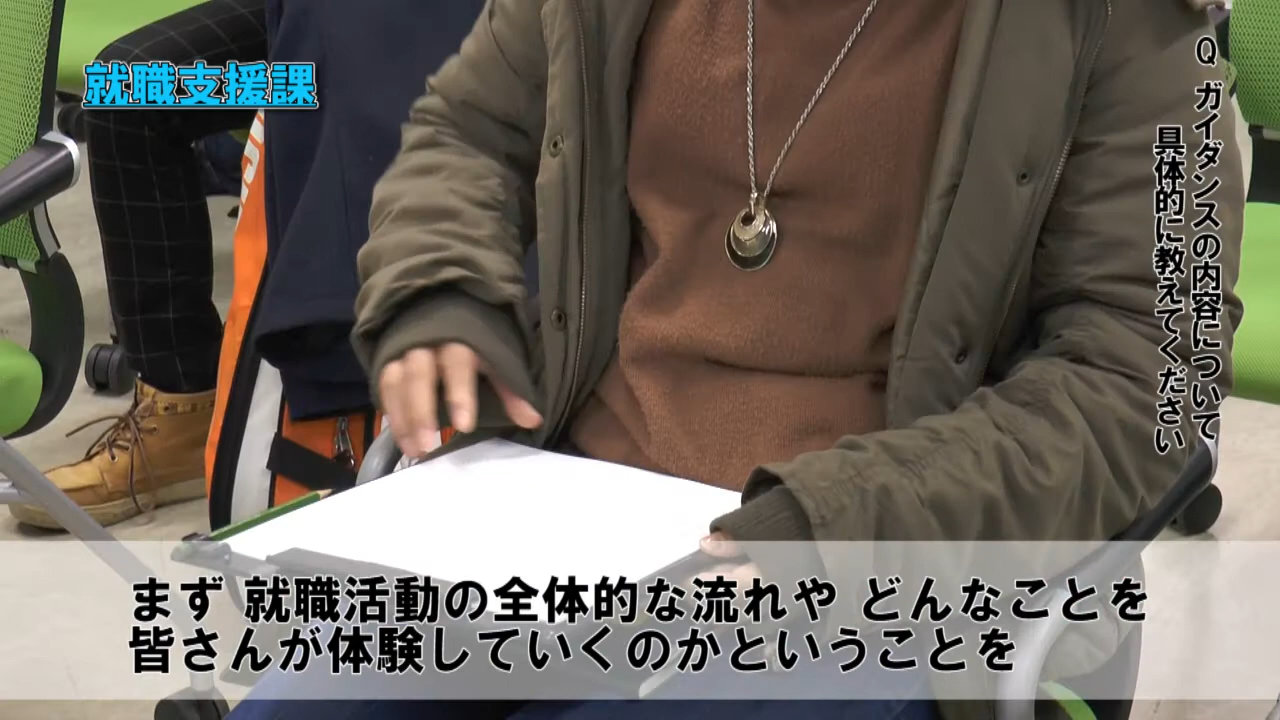 就職支援課
Q ガイダンスの内容について
具体的に教えてください
まず 就職活動の全体的な流れや どんなことを
皆さんが体験していくのかということを